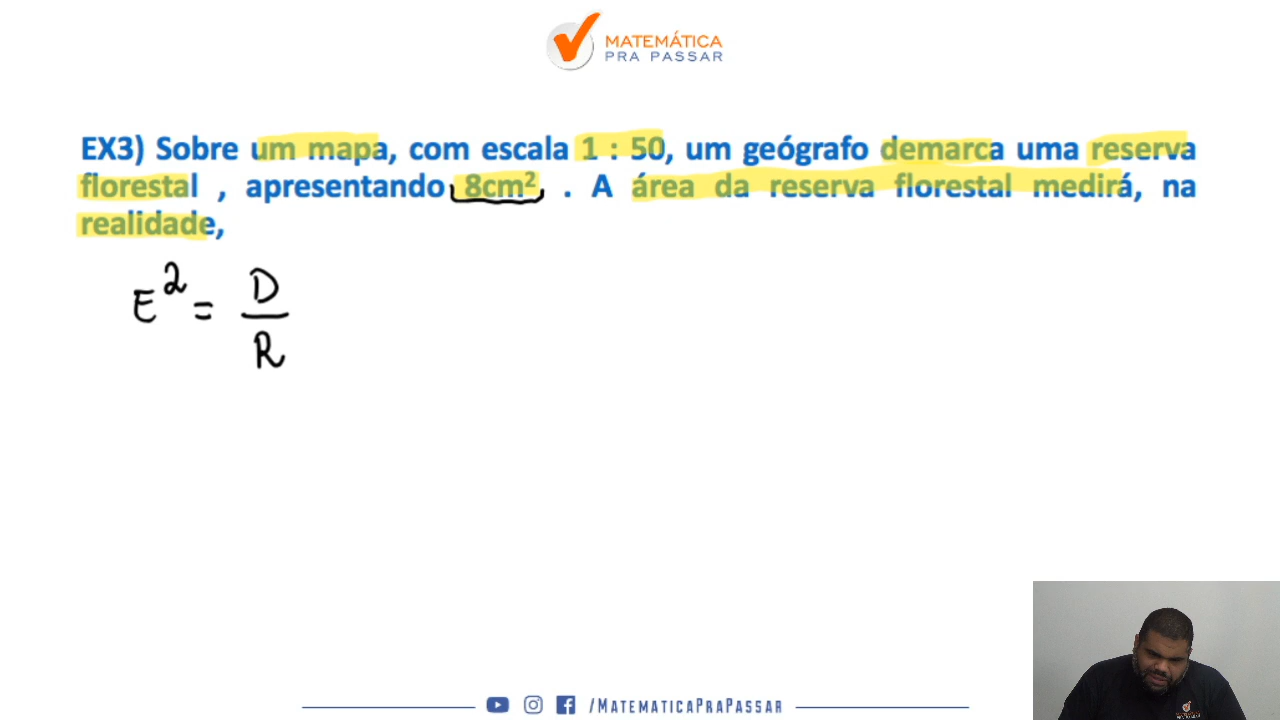 MATEMÁTICA
PRA PASSAR
EX3) Sobre um mapa, com escala 1 : 50, um geógrafo demarca uma reserva
florestal , apresentando 8cm² . A área da reserva florestal medirá, na
realidade,
E² = D/R
/MATEMATICAPRAPASSAR